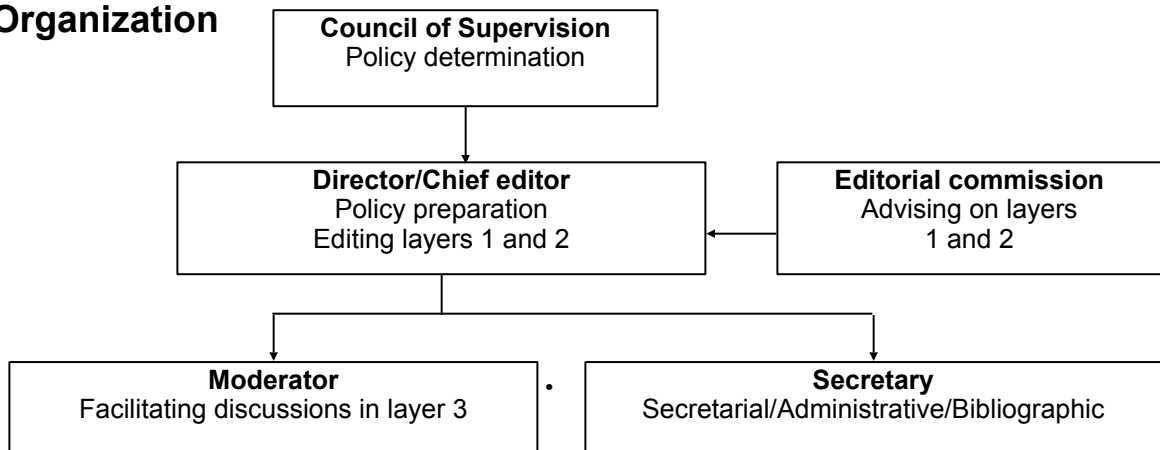 Organization
Council of Supervision
Policy determination
Director/Chief editor
Policy preparation
Editing layers 1 and 2
Editorial commission
Advising on layers
1 and 2
Moderator
Facilitating discussions in layer 3
.
Secretary
Secretarial/Administrative/Bibliographic